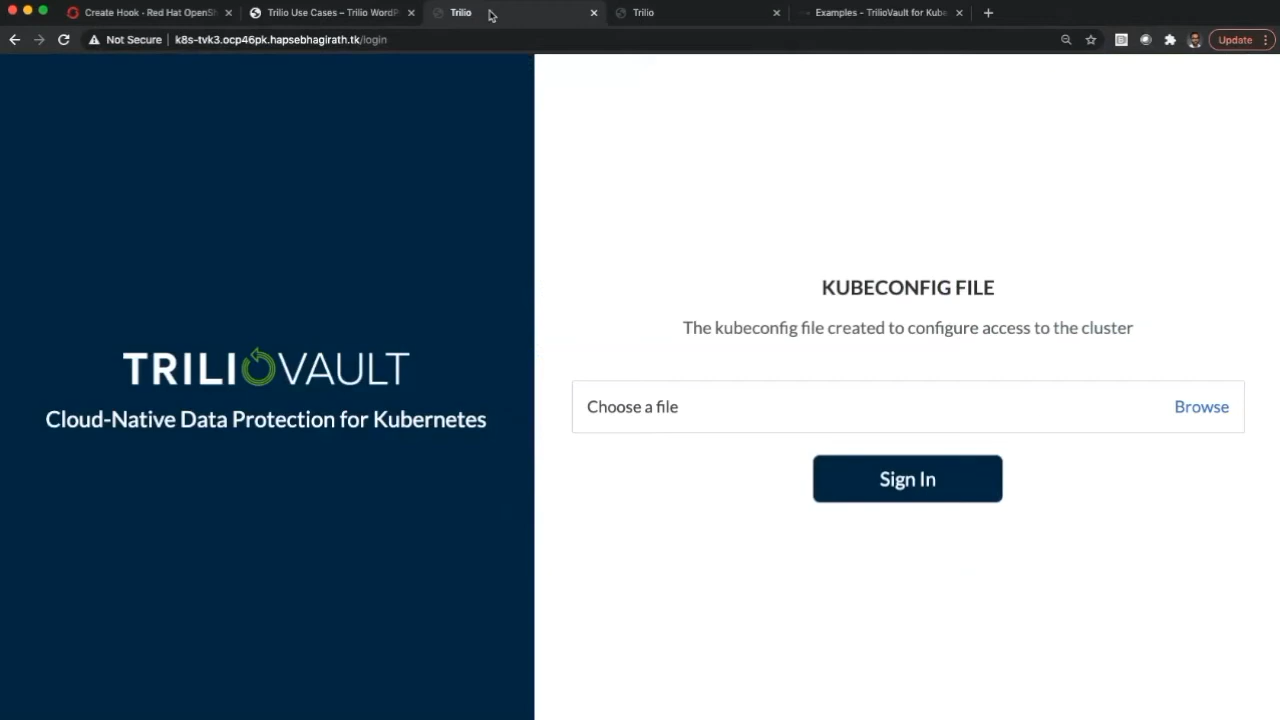 Create Hook - Red Hat OpenSh
Trilio Use Cases – Trilio WordP
Trilio
Trilio
Examples – TrilioVault for Kube
Not Secure
k8s-tvk3.ocp46pk.hapsebhagirath.tk/login
Update
KUBECONFIG FILE
The kubeconfig file created to configure access to the cluster
TRILIOVAULT
Cloud-Native Data Protection for Kubernetes
Choose a file
Browse
Sign In